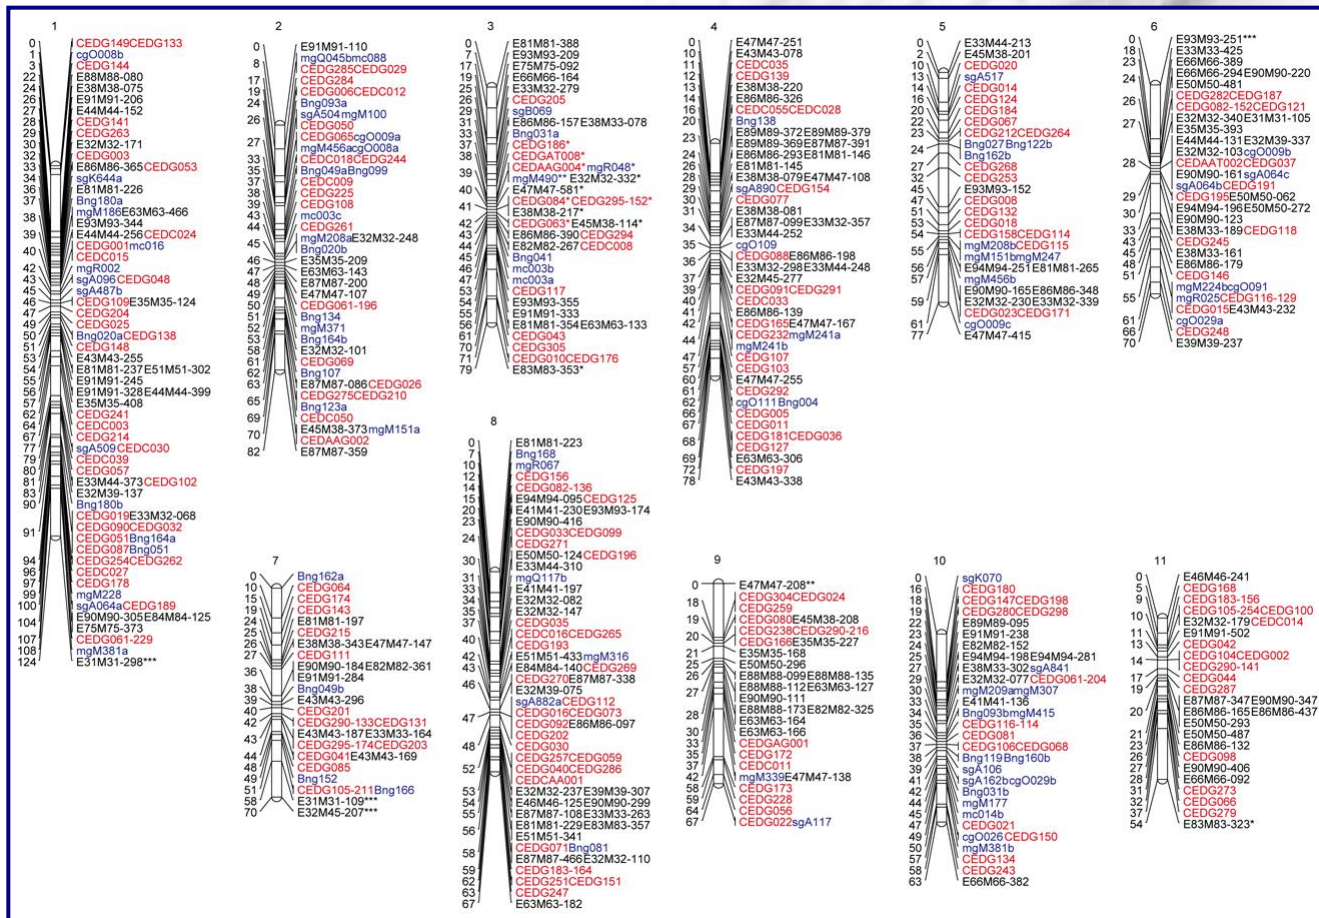 1
0 CEDG149CEDG133
1 cgO008b
3 CEDG144
22 E88M88-080
24 E38M38-075
26 E91M91-206
27 E44M44-152
28 CEDG141
29 CEDG263
30 E32M32-171
32 CEDG003
33 E86M86-365CEDG053
34 sgK644a
36 E81M81-226
37 Bng180a
38 mgM186E63M63-466
E93M93-344
39 E44M44-256CEDC024
40 CEDG001mc016
CEDC015
42 mgR002
43 sgA096CEDG048
45 sgA487b
46 CEDG109E35M35-124
47 CEDG204
49 CEDG025
50 Bng020aCEDG138
51 CEDG148
53 E43M43-255
54 E81M81-237E51M51-302
55 E91M91-245
56 E91M91-328E44M44-399
57 E35M35-408
62 CEDG241
64 CEDC003
67 CEDG214
77 sgA509CEDC030
79 CEDC039
80 CEDG057
81 E33M44-373CEDG102
83 E32M39-137
90 Bng180b
91 CEDG019E33M32-068
CEDG090CEDG032
CEDG051Bng164a
CEDG087Bng051
94 CEDG254CEDG262
96 CEDC027
97 CEDG178
99 mgM228
100 sgA064aCEDG189
104 E90M90-305E84M84-125
E75M75-373
107 CEDG061-229
108 mgM381a
124 E31M31-298***
2
0 E91M91-110
8 mgQ045bmc088
CEDG285CEDG029
17 CEDG284
19 CEDG006CEDC012
24 Bng093a
26 sgA504mgM100
CEDG050
27 CEDG065cgO009a
mgM456acgO008a
33 CEDC018CEDG244
35 Bng049aBng099
37 CEDC009
38 CEDG225
39 CEDG108
42 mc003c
44 CEDG261
45 mgM208aE32M32-248
Bng020b
46 E35M35-209
47 E63M63-143
48 E87M87-200
49 E47M47-107
50 CEDG061-196
51 Bng134
52 mgM371
53 Bng164b
58 E32M32-101
61 CEDG069
62 Bng107
63 E87M87-086CEDG026
65 CEDG275CEDG210
Bng123a
69 CEDC050
70 E45M38-373mgM151a
CEDAAG002
82 E87M87-359
3
0 E81M81-388
7 E93M93-209
17 E75M75-092
19 E66M66-164
22 E33M32-279
26 CEDG205
29 sgB069
31 E86M86-157E38M33-078
33 Bng031a
37 CEDG186*
38 CEDGAT008*
39 CEDAAG004*mgR048*
mgM490**E32M32-332*
40 E47M47-581*
41 CEDG084*CEDG295-152*
E38M38-217*
42 CEDG063*E45M38-114*
43 E86M86-390CEDG294
44 E82M82-267CEDC008
45 Bng041
46 mc003b
47 mc003a
53 CEDG117
54 E93M93-355
55 E91M91-333
56 E81M81-354E63M63-133
61 CEDG043
70 CEDG305
71 CEDG010CEDG176
79 E83M83-353*
4
0 E47M47-251
10 E43M43-078
11 CEDC035
12 CEDG139
13 E38M38-220
14 E86M86-326
16 CEDC055CEDC028
20 Bng138
21 E89M89-372E89M89-379
E89M89-369E87M87-391
24 E86M86-293E81M81-146
26 E81M81-145
28 E38M38-079E47M47-108
29 sgA890CEDG154
30 CEDG077
31 E38M38-081
34 E87M87-099E33M32-357
E33M44-252
35 cgO109
36 CEDG088E86M86-198
E33M32-298E33M44-248
37 E32M45-277
39 CEDG091CEDG291
40 CEDC033
41 E86M86-139
42 CEDG165E47M47-167
44 CEDG232mgM241a
mgM241b
47 CEDG107
57 CEDG103
60 E47M47-255
61 CEDG292
62 cgO111Bng004
66 CEDG005
67 CEDG011
68 CEDG181CEDG036
CEDG127
69 E63M63-306
72 CEDG197
78 E43M43-338
5
0 E33M44-213
2 E45M38-201
10 CEDG020
13 sgA517
14 CEDG014
16 CEDG124
20 CEDG184
22 CEDG067
23 CEDG212CEDG264
24 Bng027Bng122b
Bng162b
27 CEDG268
32 CEDG253
45 E93M93-152
47 CEDG008
51 CEDG132
53 CEDG018
54 CEDG158CEDG114
55 mgM208bCEDG115
mgM151bmgM247
56 E94M94-251E81M81-265
57 mgM456b
E90M90-165E86M86-348
59 E32M32-230E33M32-339
CEDG023CEDG171
61 cgO009c
77 E47M47-415
6
0 E93M93-251***
18 E33M33-425
23 E66M66-389
24 E66M66-294E90M90-220
E50M50-481
26 CEDG282CEDG187
CEDG082-152CEDG121
27 E32M32-340E31M31-105
E35M35-393
E44M44-131E32M39-337
28 E32M32-103cgO009b
CEDAAT002CEDG037
E90M90-161sgA064c
sgA064bCEDG191
29 CEDG195E50M50-062
30 E94M94-196E50M50-272
E90M90-123
33 E38M33-189CEDG118
43 CEDG245
45 E38M33-161
48 E86M86-179
51 CEDG146
55 mgM224bcgO091
mgR025CEDG116-129
61 CEDG015E43M43-232
cgO029a
66 CEDG248
70 E39M39-237
7
0 Bng162a
10 CEDG064
15 CEDG174
19 CEDG143
24 E81M81-197
25 CEDG215
26 E38M38-343E47M47-147
27 CEDG111
36 E90M90-184E82M82-361
E91M91-284
38 Bng049b
39 E43M43-296
40 CEDG201
42 CEDG290-133CEDG131
43 E43M43-187E33M33-164
CEDG295-174CEDG203
44 CEDG041E43M43-169
48 CEDG085
49 Bng152
51 CEDG105-211Bng166
58 E31M31-109***
70 E32M45-207***
8
0 E81M81-223
7 Bng168
10 mgR067
12 CEDG156
14 CEDG082-136
15 E94M94-095CEDG125
20 E41M41-230E93M93-174
23 E90M90-416
24 CEDG033CEDG099
CEDG271
30 E50M50-124CEDG196
E33M44-310
31 mgQ117b
33 E41M41-197
34 E32M32-082
35 E32M32-147
37 CEDG035
40 CEDC016CEDG265
CEDG193
42 E51M51-433mgM316
43 E84M84-140CEDG269
46 CEDG270E87M87-338
E32M39-075
47 sgA882aCEDG112
CEDG016CEDG073
CEDG092E86M86-097
48 CEDG202
CEDG030
CEDG257CEDG059
52 CEDG040CEDG286
CEDCAA001
53 E32M32-237E39M39-307
54 E46M46-125E90M90-299
55 E87M87-108E33M33-263
56 E81M81-229E83M83-357
E51M51-341
58 CEDG071Bng081
E87M87-466E32M32-110
59 CEDG183-164
62 CEDG251CEDG151
63 CEDG247
67 E63M63-182
9
0 E47M47-208**
18 CEDG304CEDG024
CEDG259
19 CEDG080E45M38-208
20 CEDG238CEDG290-216
CEDG166E35M35-227
21 E35M35-168
25 E50M50-296
26 E88M88-099E88M88-135
27 E88M88-112E63M63-127
E90M90-111
28 E88M88-173E82M82-325
E63M63-164
30 E63M63-166
33 CEDGAG001
35 CEDG172
37 CEDC011
42 mgM339E47M47-138
58 CEDG173
59 CEDG228
64 CEDG056
67 CEDG022sgA117
10
0 sgK070
16 CEDG180
18 CEDG147CEDG198
19 CEDG280CEDG298
22 E89M89-095
23 E91M91-238
24 E82M82-152
25 E94M94-198E94M94-281
27 E38M33-302sgA841
29 E32M32-077CEDG061-204
30 mgM209amgM307
33 E41M41-136
34 Bng093bmgM415
35 CEDG116-114
36 CEDG081
37 CEDG106CEDG068
38 Bng119Bng160b
39 sgA106
41 sgA162bcgO029b
42 Bng031b
44 mgM177
45 mc014b
47 CEDG021
49 cgO026CEDG150
50 mgM381b
57 CEDG134
58 CEDG243
63 E66M66-382
11
0 E46M46-241
5 CEDG168
9 CEDG183-156
10 CEDG105-254CEDG100
E32M32-179CEDC014
11 E91M91-502
13 CEDG042
14 CEDG104CEDG002
CEDG290-141
17 CEDG044
19 CEDG287
20 E87M87-347E90M90-347
E86M86-165E86M86-437
E50M50-293
21 E50M50-487
23 E86M86-132
26 CEDG098
27 E90M90-406
28 E66M66-092
31 CEDG273
32 CEDG066
37 CEDG279
54 E83M83-323*